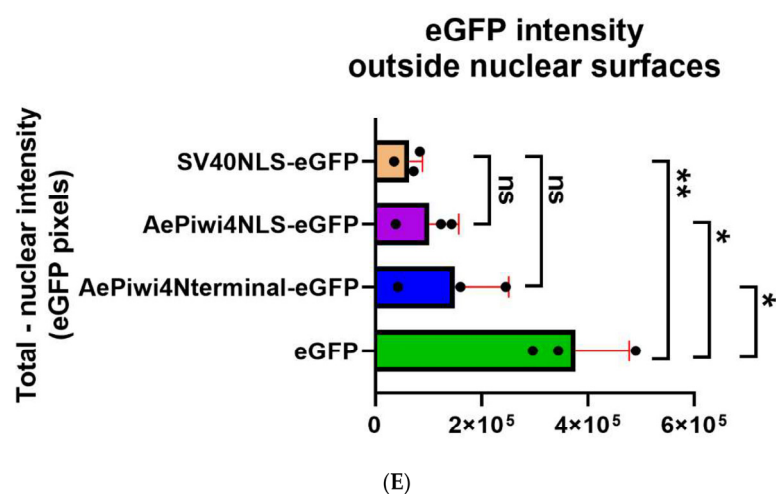 eGFP intensity
outside nuclear surfaces
Total - nuclear intensity
(eGFP pixels)
SV40NLS-eGFP
AePiwi4NLS-eGFP
AePiwi4Nterminal-eGFP
eGFP
ns
ns
**
*
*
0
2×10⁵
4×10⁵
6×10⁵
(E)